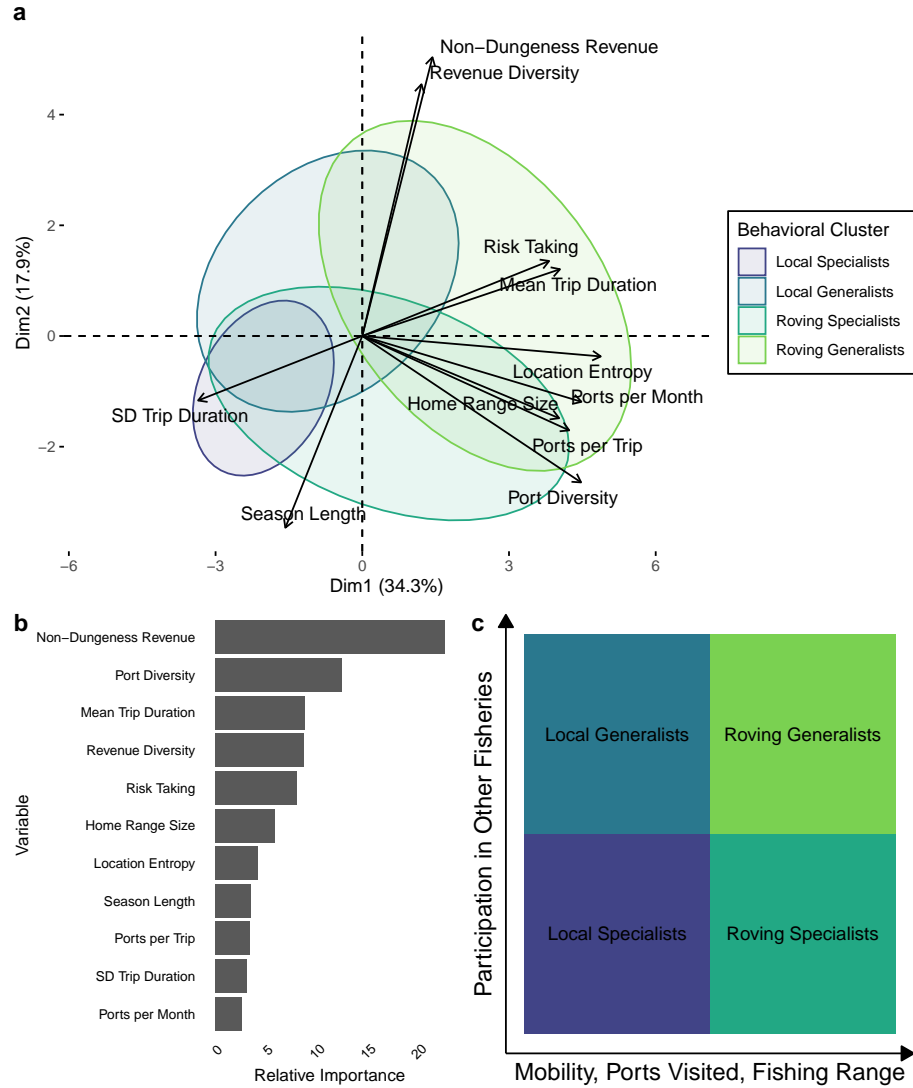 a
Non−Dungeness Revenue
Revenue Diversity
Risk Taking
Mean Trip Duration
Location Entropy
Ports per Month
Home Range Size
Ports per Trip
Port Diversity
SD Trip Duration
Season Length
4
2
0
−2
−6
−3
0
3
6
Dim1 (34.3%)
Dim2 (17.9%)
Behavioral Cluster
Local Specialists
Local Generalists
Roving Specialists
Roving Generalists
b
Non−Dungeness Revenue
Port Diversity
Mean Trip Duration
Revenue Diversity
Risk Taking
Home Range Size
Location Entropy
Season Length
Ports per Trip
SD Trip Duration
Ports per Month
Variable
0
5
10
15
20
Relative Importance
c
Participation in Other Fisheries
Local Generalists
Roving Generalists
Local Specialists
Roving Specialists
Mobility, Ports Visited, Fishing Range